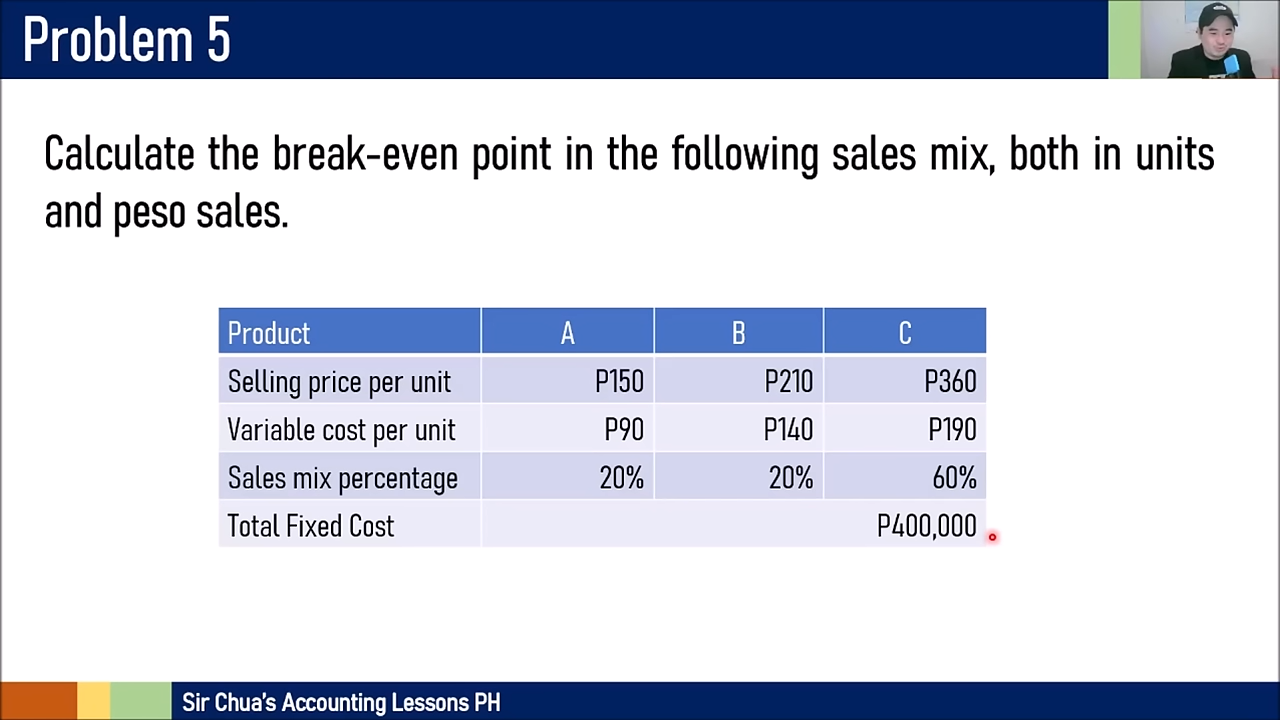 Problem 5
Calculate the break-even point in the following sales mix, both in units
and peso sales.
Product A B C
Selling price per unit P150 P210 P360
Variable cost per unit P90 P140 P190
Sales mix percentage 20% 20% 60%
Total Fixed Cost P400,000
Sir Chua's Accounting Lessons PH